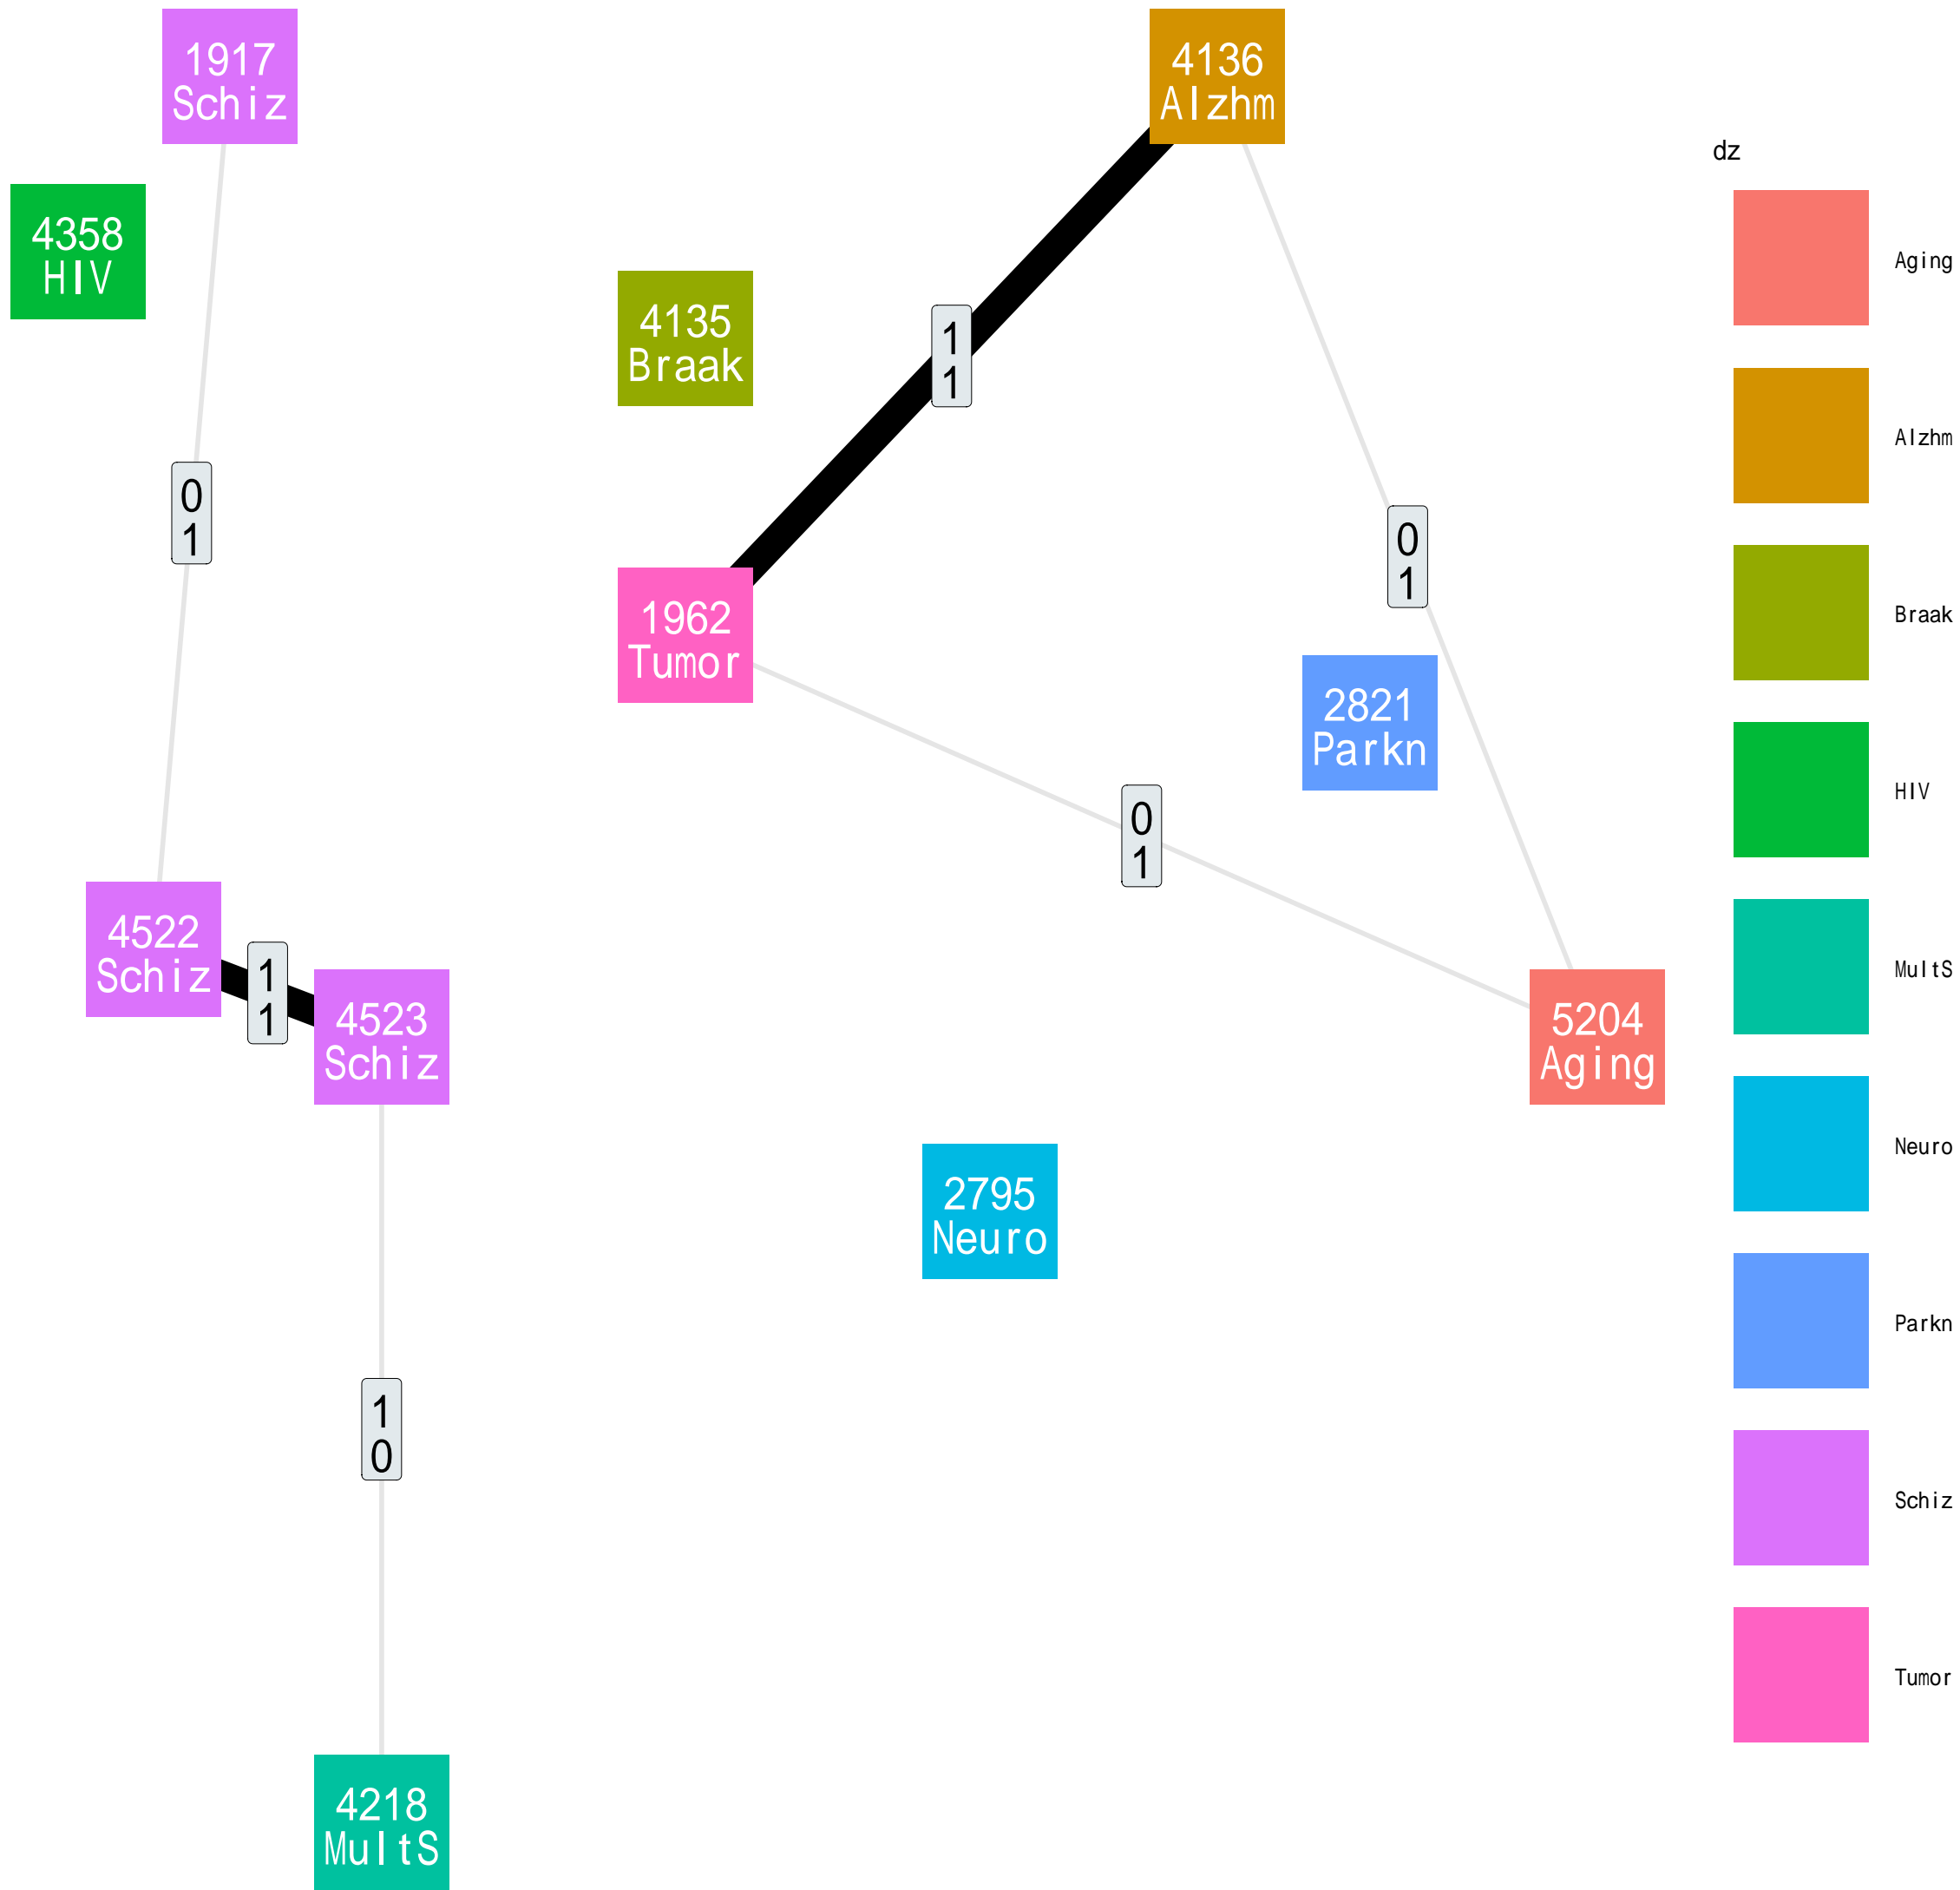 1917
Schiz
4136
Alzhm
4358
HIV
4135
Braak
1
1
0
1
0
1
1962
Tumor
2821
Parkn
0
1
4522
Schiz
1
1
4523
Schiz
5204
Aging
2795
Neuro
1
0
4218
MultS
dz
Aging
Alzhm
Braak
HIV
MultS
Neuro
Parkn
Schiz
Tumor